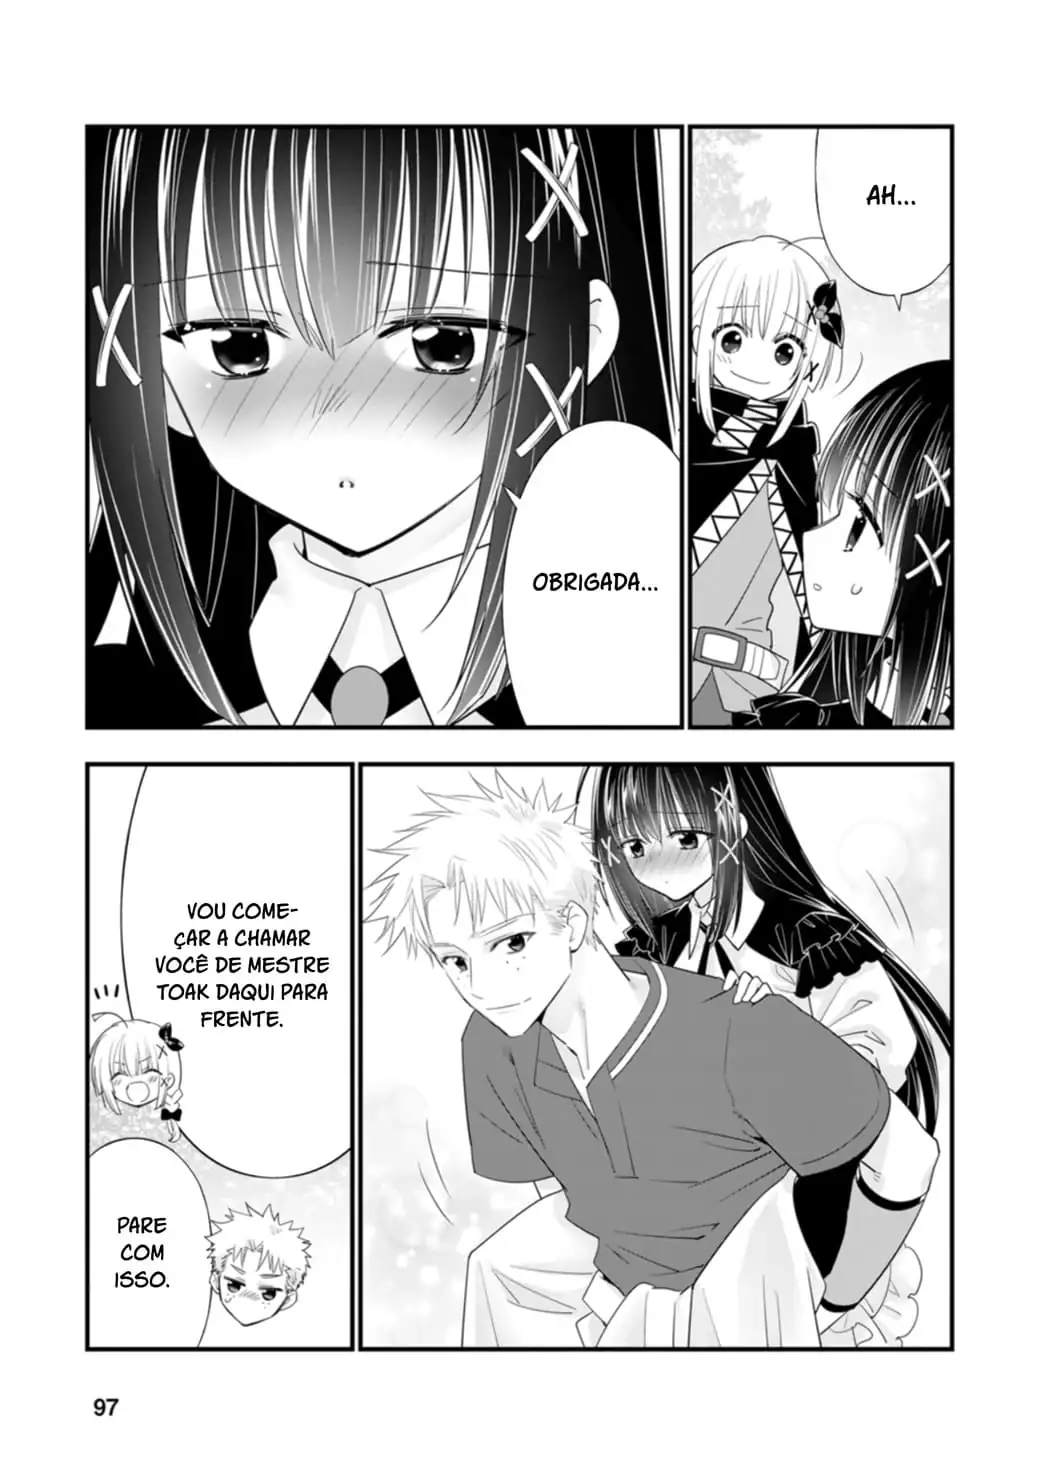 AH...
OBRIGADA...
VOU COME-
ÇAR A CHAMAR
VOCÊ DE MESTRE
TOAK DAQUI PARA
FRENTE.
PARE
COM
ISSO.
97